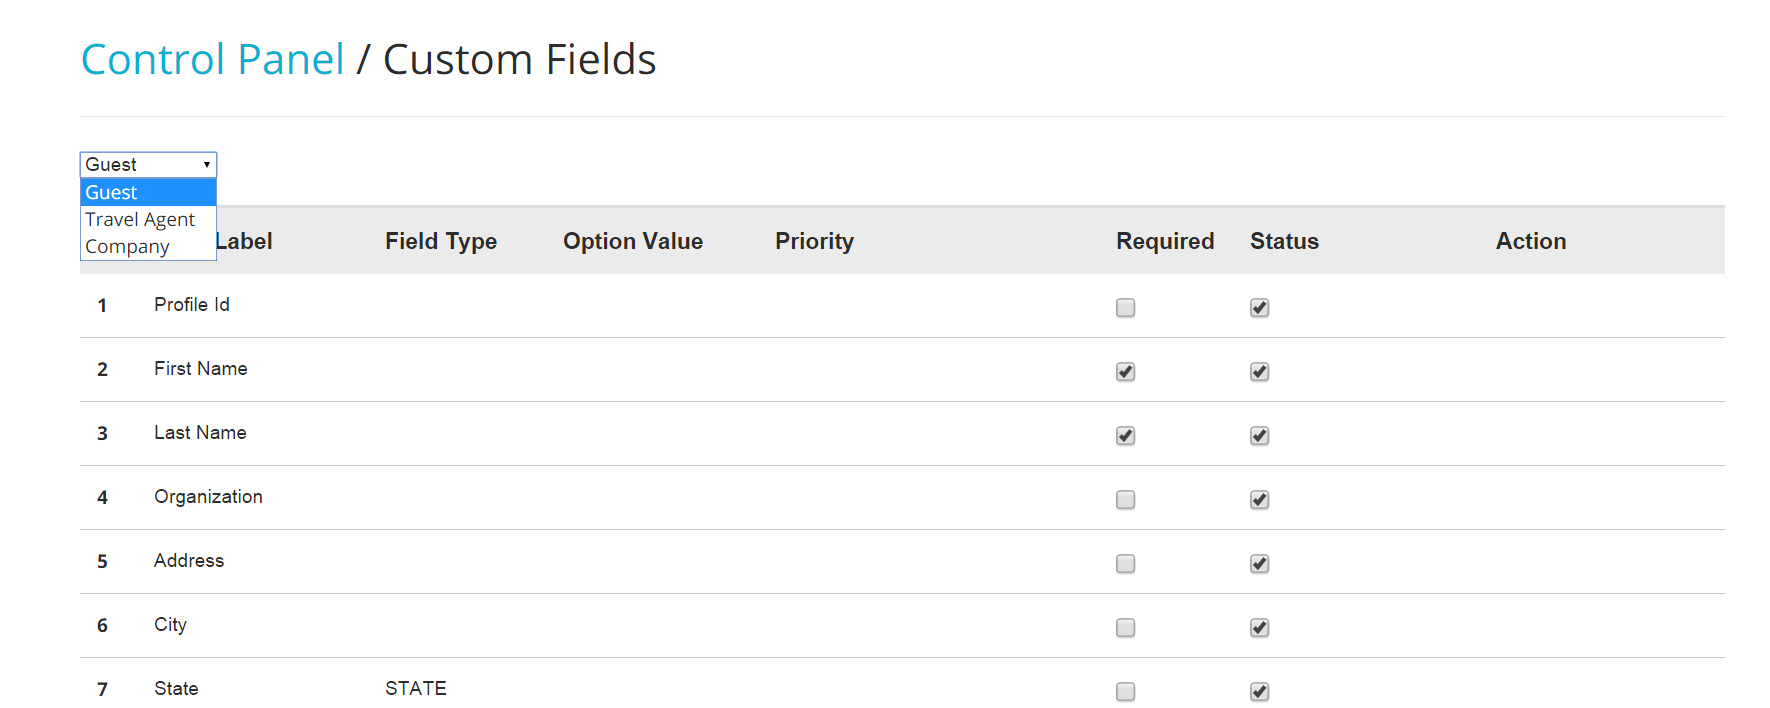 Control Panel / Custom Fields
Guest
Guest
Travel Agent
Company
Label Field Type Option Value Priority Required Status Action
1 Profile Id
2 First Name
3 Last Name
4 Organization
5 Address
6 City
7 State STATE